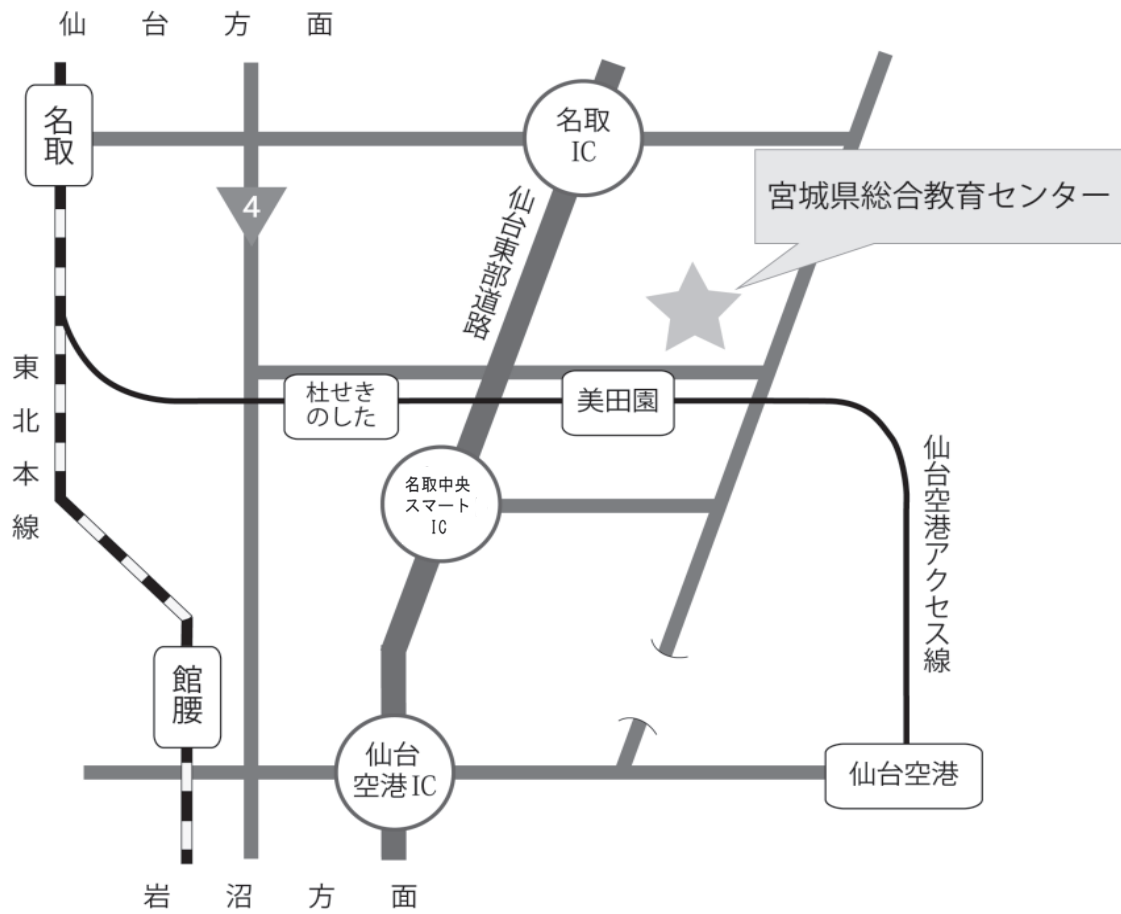 仙台方面
名取
名取
IC
4
宮城県総合教育センター
仙台東部道路
東北本線
杜せき
のした
美田園
名取中央
スマート
IC
仙台空港アクセス線
館腰
仙台
空港IC
仙台空港
岩沼方面